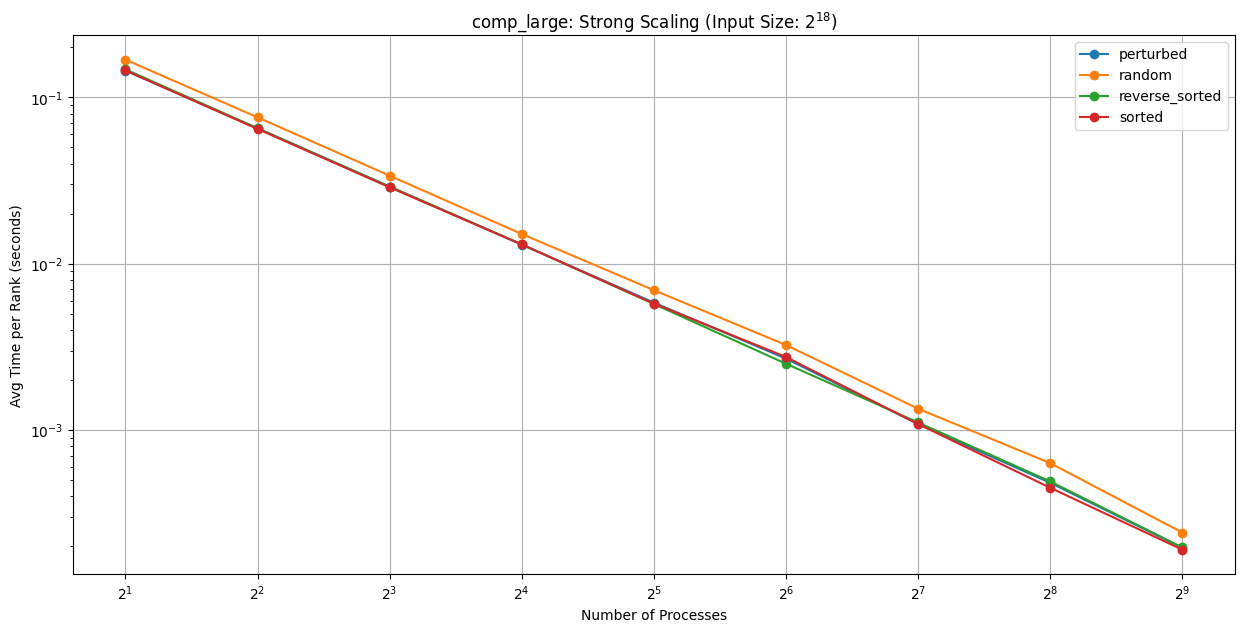 comp_large: Strong Scaling (Input Size: 2^18)
perturbed
random
reverse_sorted
sorted
Avg Time per Rank (seconds)
10^−1
10^−2
10^−3
2^1 2^2 2^3 2^4 2^5 2^6 2^7 2^8 2^9
Number of Processes